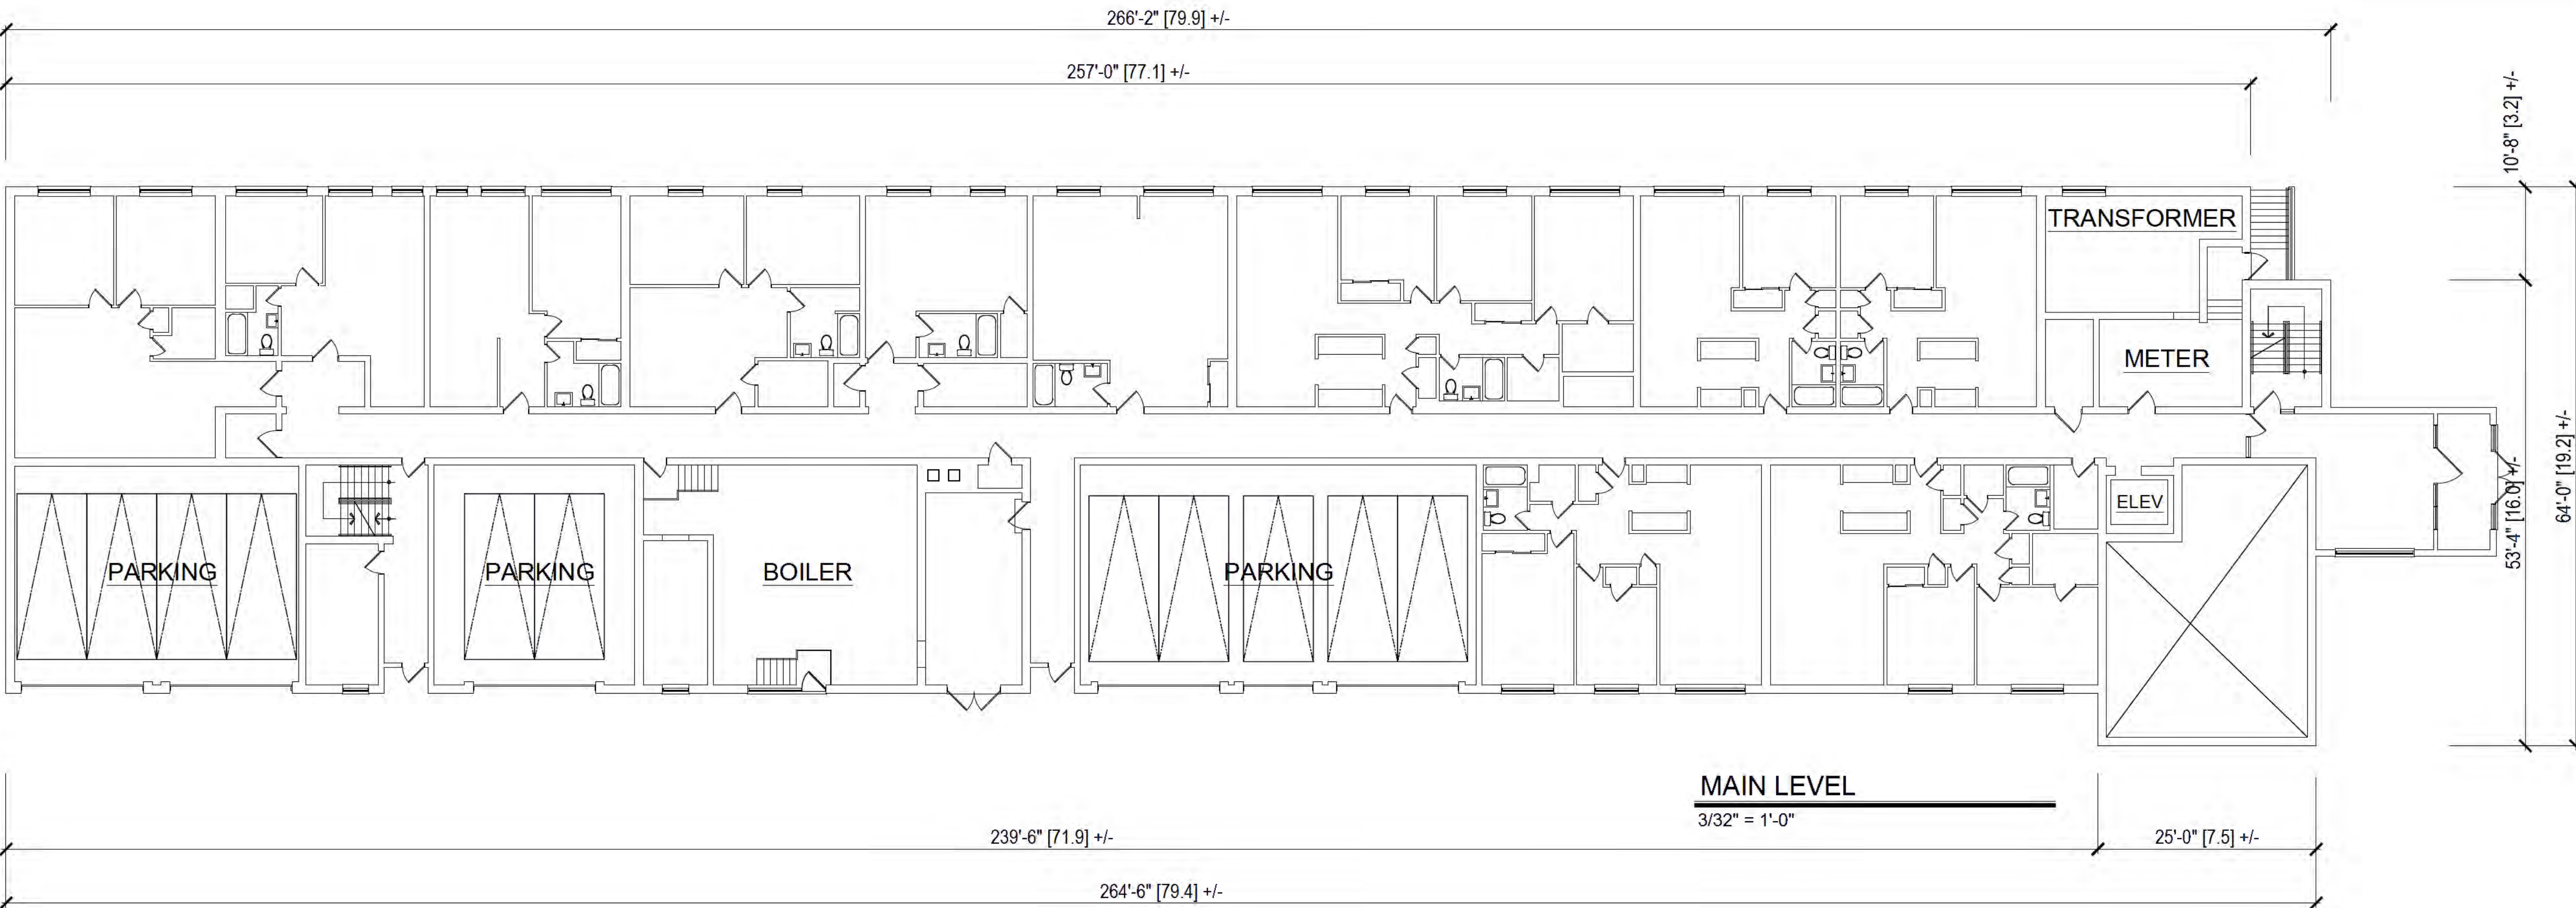 266'-2" [79.9] +/-
257'-0" [77.1] +/-
10'-8" [3.2] +/-
TRANSFORMER
METER
53'-4" [16.0] +/-
64'-0" [19.2] +/-
ELEV
PARKING
PARKING
BOILER
PARKING
MAIN LEVEL
3/32" = 1'-0"
239'-6" [71.9] +/-
25'-0" [7.5] +/-
264'-6" [79.4] +/-